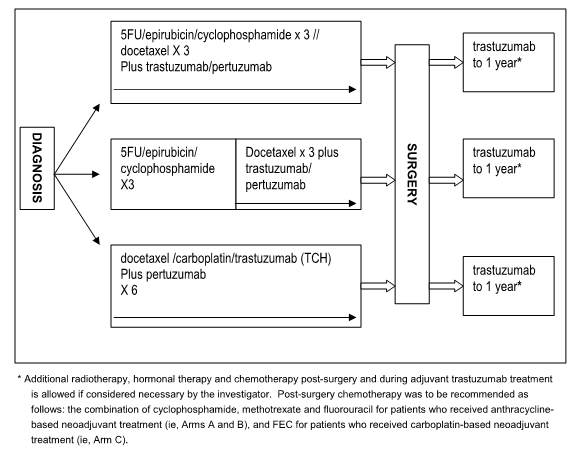 5FU/epirubicin/cyclophosphamide x 3 //
docetaxel X 3
Plus trastuzumab/pertuzumab
trastuzumab
to 1 year*
DIAGNOSIS
5FU/epirubicin/
cyclophosphamide
X3
Docetaxel x 3 plus
trastuzumab/
pertuzumab
SURGERY
trastuzumab
to 1 year*
docetaxel /carboplatin/trastuzumab (TCH)
Plus pertuzumab
X 6
trastuzumab
to 1 year*
* Additional radiotherapy, hormonal therapy and chemotherapy post-surgery and during adjuvant trastuzumab treatment
is allowed if considered necessary by the investigator. Post-surgery chemotherapy was to be recommended as
follows: the combination of cyclophosphamide, methotrexate and fluorouracil for patients who received anthracycline-
based neoadjuvant treatment (ie, Arms A and B), and FEC for patients who received carboplatin-based neoadjuvant
treatment (ie, Arm C).